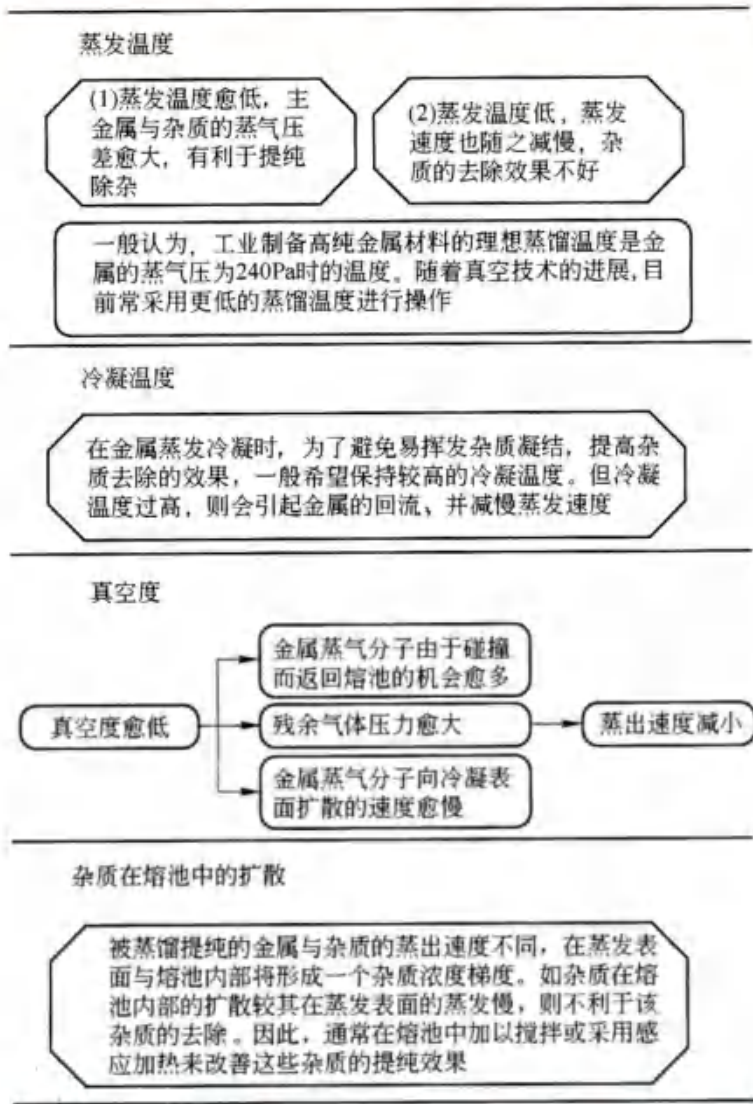 蒸发温度
(1)蒸发温度愈低，主
金属与杂质的蒸气压
差愈大，有利于提纯
除杂
(2)蒸发温度低，蒸发
速度也随之减慢，杂
质的去除效果不好
一般认为，工业制备高纯金属材料的理想蒸馏温度是金
属的蒸气压为240Pa时的温度。随着真空技术的进展，目
前常采用更低的蒸馏温度进行操作
冷凝温度
在金属蒸发冷凝时，为了避免易挥发杂质凝结，提高杂
质去除的效果，一般希望保持较高的冷凝温度。但冷凝
温度过高，则会引起金属的回流、并减慢蒸发速度
真空度
真空度愈低
金属蒸气分子由于碰撞
而返回熔池的机会愈多
残余气体压力愈大
金属蒸气分子向冷凝表
面扩散的速度愈慢
蒸出速度减小
杂质在熔池中的扩散
被蒸馏提纯的金属与杂质的蒸出速度不同，在蒸发表
面与熔池内部将形成一个杂质浓度梯度。如杂质在熔
池内部的扩散较其在蒸发表面的蒸发慢，则不利于该
杂质的去除。因此，通常在熔池中加以搅拌或采用感
应加热来改善这些杂质的提纯效果